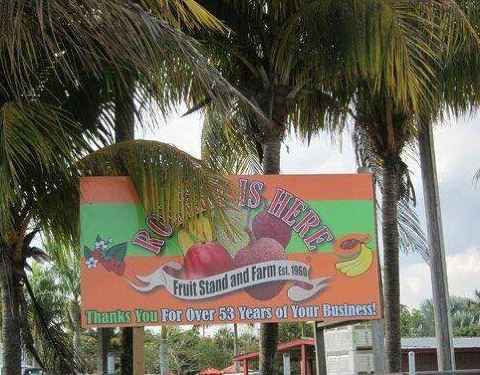 IS HERE
Fruit Stand and Farm Est. 1960
Thanks You For Over 53 Years of Your Business!